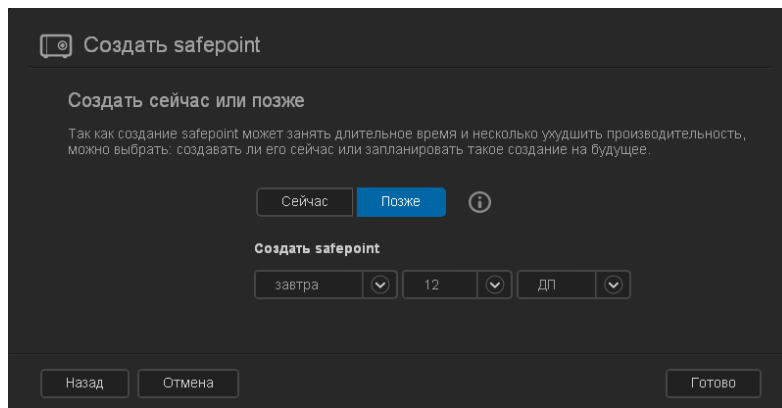 Создать safepoint
Создать сейчас или позже
Так как создание safepoint может занять длительное время и несколько ухудшить производительность,
можно выбрать: создавать ли его сейчас или запланировать такое создание на будущее.
Сейчас Позже
Создать safepoint
завтра 12 ДП
Назад Отмена Готово